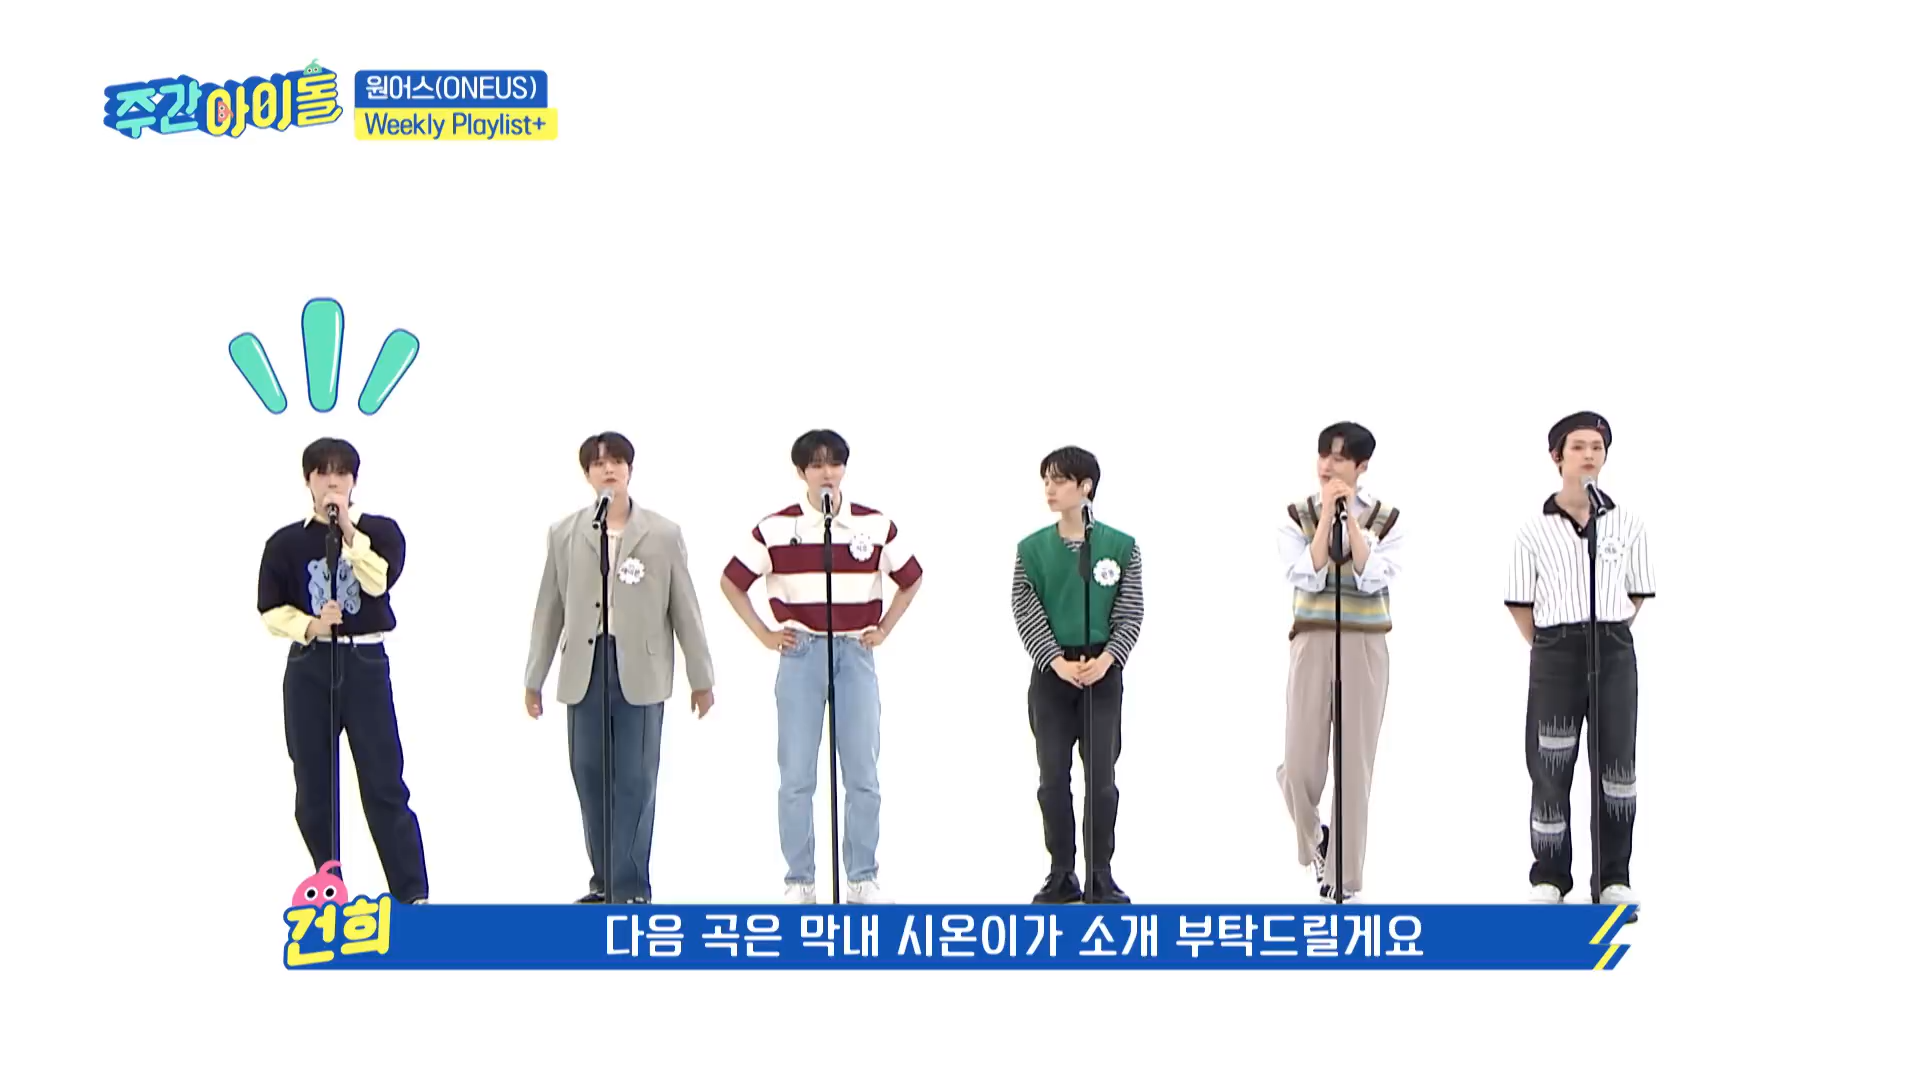 주간아이돌
원어스(ONEUS)
Weekly Playlist+
건희
다음 곡은 막내 시온이가 소개 부탁드릴게요